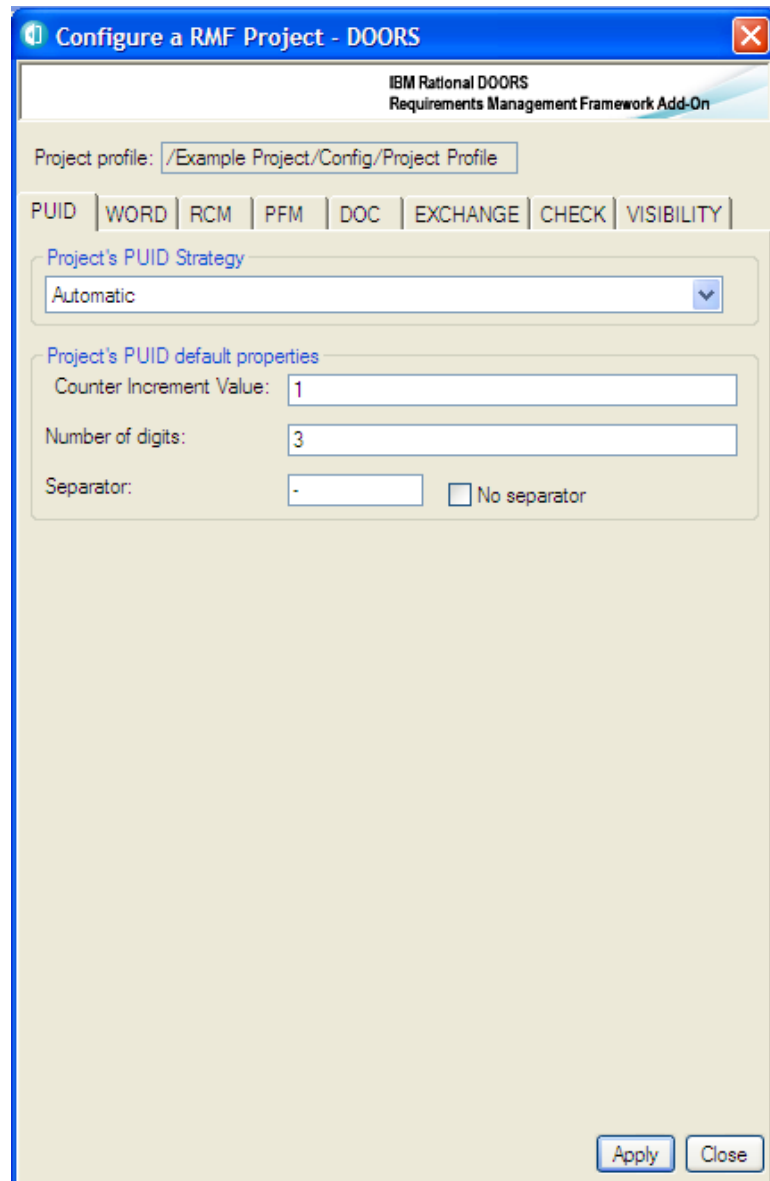 Configure a RMF Project - DOORS
IBM Rational DOORS
Requirements Management Framework Add-On
Project profile: /Example Project/Config/Project Profile
PUID WORD RCM PFM DOC EXCHANGE CHECK VISIBILITY
Project's PUID Strategy
Automatic
Project's PUID default properties
Counter Increment Value: 1
Number of digits: 3
Separator: - No separator
Apply Close